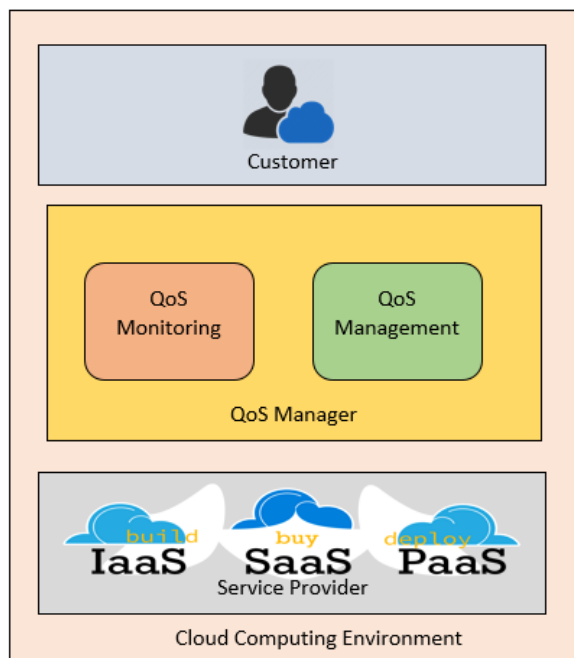 Customer
QoS
Monitoring
QoS
Management
QoS Manager
build
buy
deploy
IaaS
SaaS
PaaS
Service Provider
Cloud Computing Environment